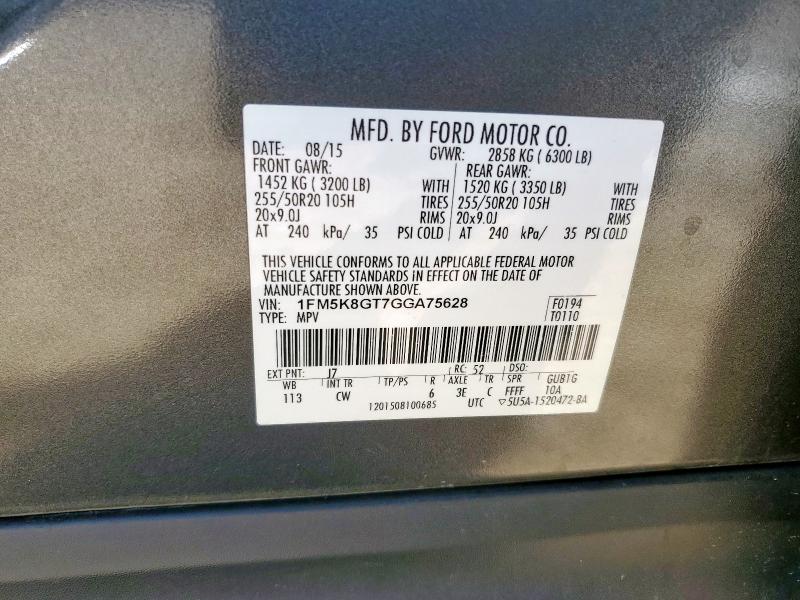 MFD. BY FORD MOTOR CO.
DATE: 08/15 GVWR: 2858 KG ( 6300 LB)
FRONT GAWR: REAR GAWR:
1452 KG ( 3200 LB) WITH 1520 KG ( 3350 LB) WITH
255/50R20 105H TIRES 255/50R20 105H TIRES
20x9.0J RIMS 20x9.0J RIMS
AT 240 kPa/ 35 PSI COLD AT 240 kPa/ 35 PSI COLD
THIS VEHICLE CONFORMS TO ALL APPLICABLE FEDERAL MOTOR
VEHICLE SAFETY STANDARDS IN EFFECT ON THE DATE OF
MANUFACTURE SHOWN ABOVE.
VIN: 1FM5K8GT7GGA75628 F0194
TYPE: MPV T0110
EXT PNT: J7 RC: 52 DSO:
WB INT TR TP/PS R AXLE TR SPR GUB1G
113 CW 6 3E C FFFF 10A
1201508100685 UTC ▽5U5A-1520472-BA